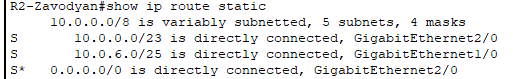 R2-Zavodyan#show ip route static
10.0.0.0/8 is variably subnetted, 5 subnets, 4 masks
S 10.0.0.0/23 is directly connected, GigabitEthernet2/0
S 10.0.6.0/25 is directly connected, GigabitEthernet1/0
S* 0.0.0.0/0 is directly connected, GigabitEthernet2/0